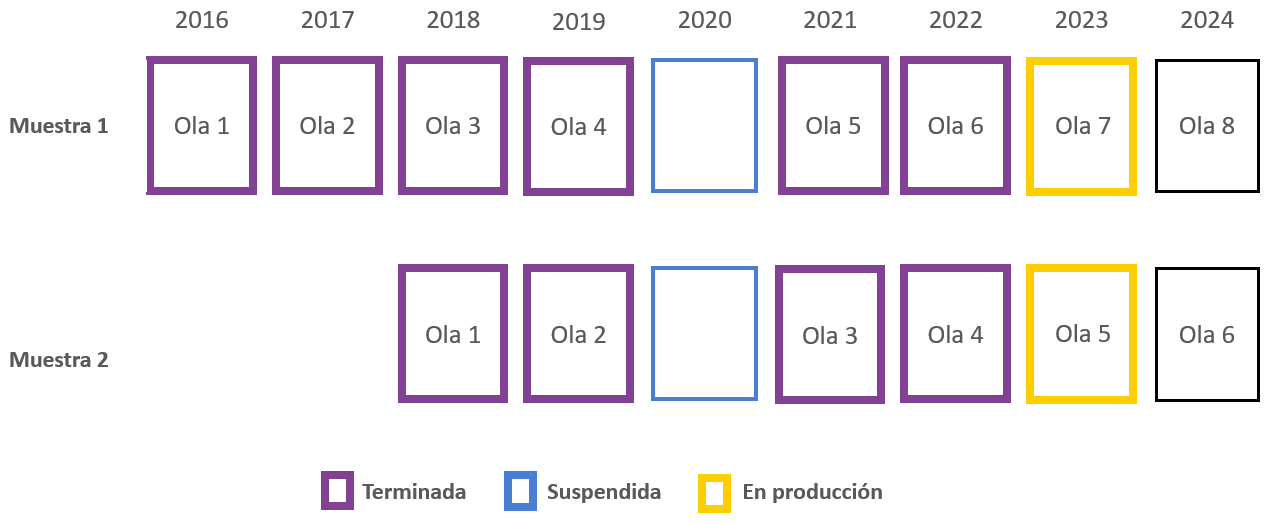 2016 2017 2018 2019 2020 2021 2022 2023 2024
Muestra 1 Ola 1 Ola 2 Ola 3 Ola 4 Ola 5 Ola 6 Ola 7 Ola 8
Muestra 2 Ola 1 Ola 2 Ola 3 Ola 4 Ola 5 Ola 6
Terminada Suspendida En producción